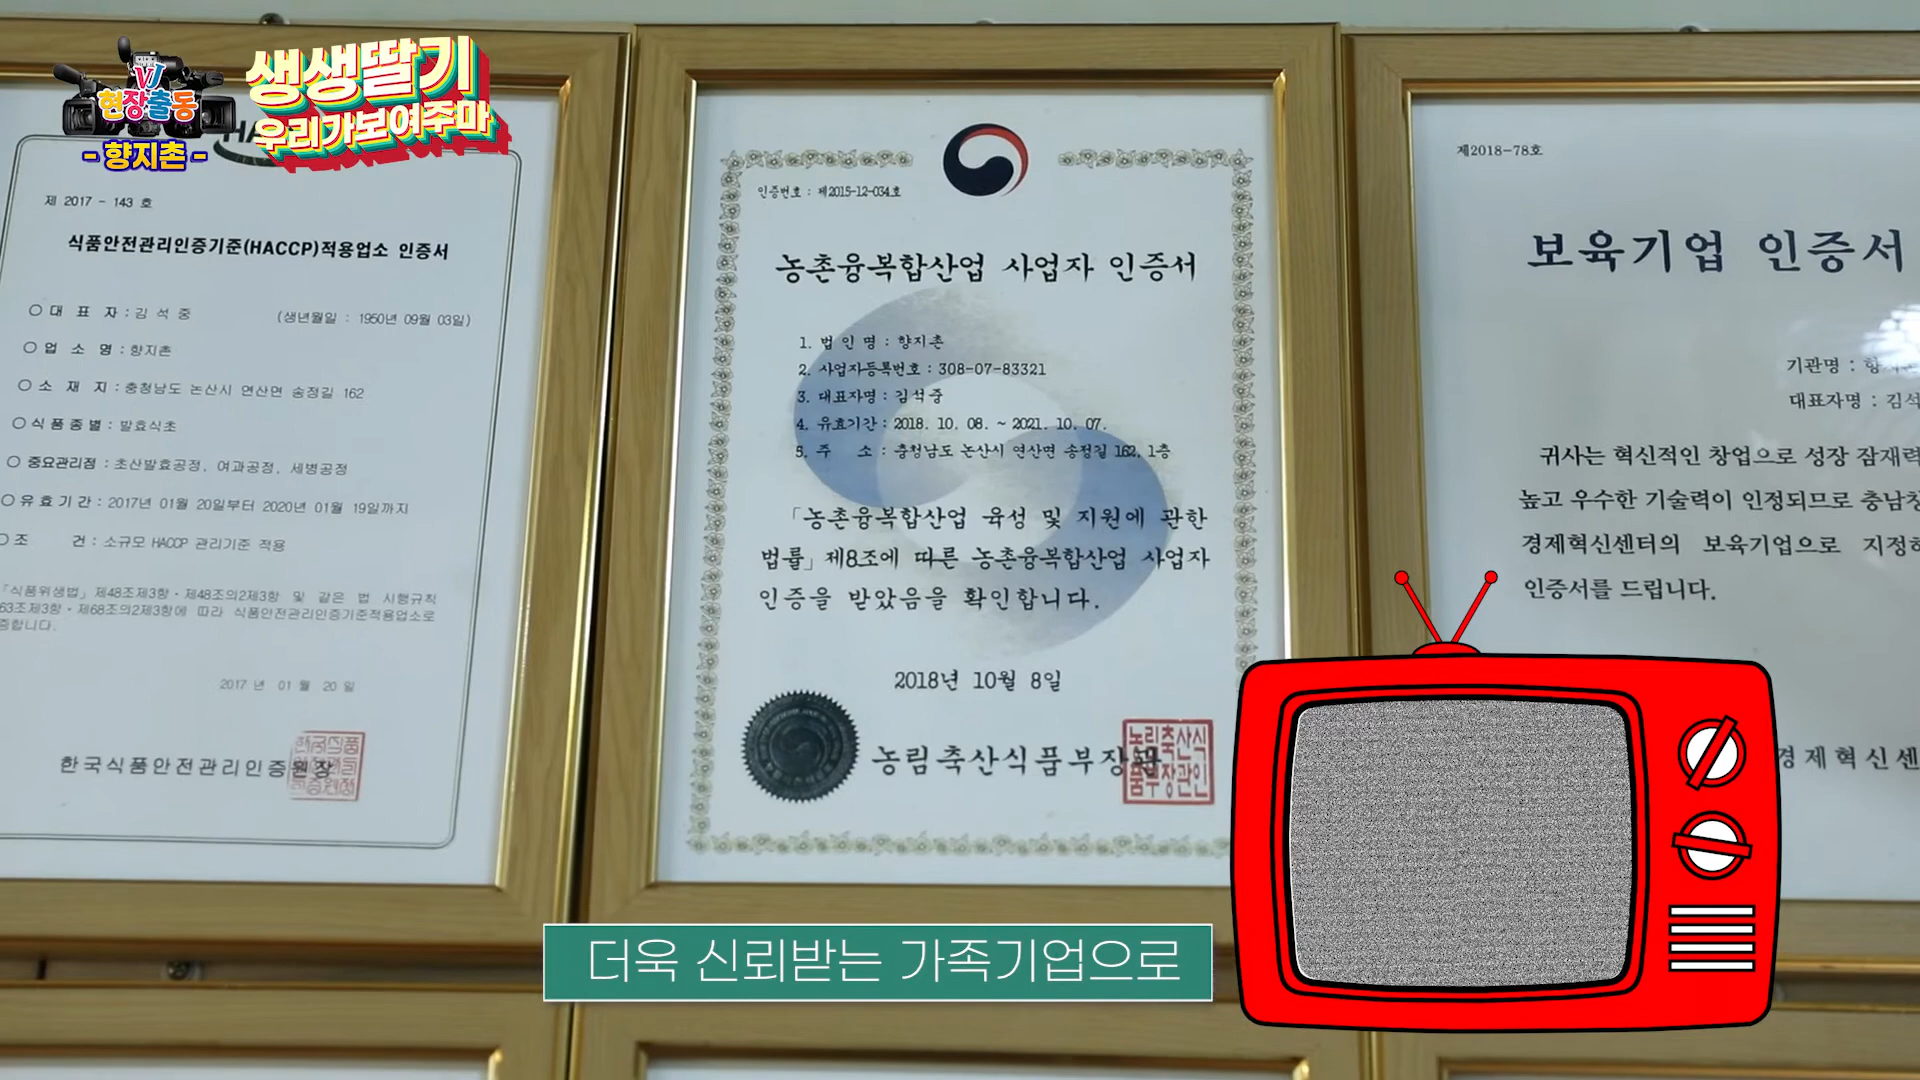 VJ
현장출동
- 향지촌 -
생생딸기
우리가보여주마
HA
제 2017 - 143 호
식품안전관리인증기준(HACCP)적용업소 인증서
○ 대 표 자 : 김 석 중 (생년월일 : 1950년 09월 03일)
○ 업 소 명 : 향지촌
○ 소 재 지 : 충청남도 논산시 연산면 송정길 162
○ 식 품 종 별 : 발효식초
○ 중요관리점 : 초산발효공정, 여과공정, 세병공정
○ 유 효 기 간 : 2017년 01월 20일부터 2020년 01월 19일까지
○ 조 건 : 소규모 HACCP 관리기준 적용
「식품위생법」 제48조제3항・제48조의2제3항 및 같은 법 시행규칙
63조제3항・제68조의2제3항에 따라 식품안전관리인증기준적용업소로
증합니다.
2017 년 01 월 20 일
한국식품안전관리인증원장
인증번호 : 제2015-12-034호
농촌융복합산업 사업자 인증서
1. 법 인 명 : 향지촌
2. 사업자등록번호 : 308-07-83321
3. 대표자명 : 김석중
4. 유효기간 : 2018. 10. 08. ~ 2021. 10. 07.
5. 주 소 : 충청남도 논산시 연산면 송정길 162, 1층
「농촌융복합산업 육성 및 지원에 관한
법률」제8조에 따른 농촌융복합산업 사업자
인증을 받았음을 확인합니다.
2018년 10월 8일
농림축산식품부장관
농림축산식
품부장관인
제2018-78호
보육기업 인증서
기관명 : 향
대표자명 : 김석
귀사는 혁신적인 창업으로 성장 잠재력
높고 우수한 기술력이 인정되므로 충남창
경제혁신센터의 보육기업으로 지정하
인증서를 드립니다.
경제혁신센
더욱 신뢰받는 가족기업으로